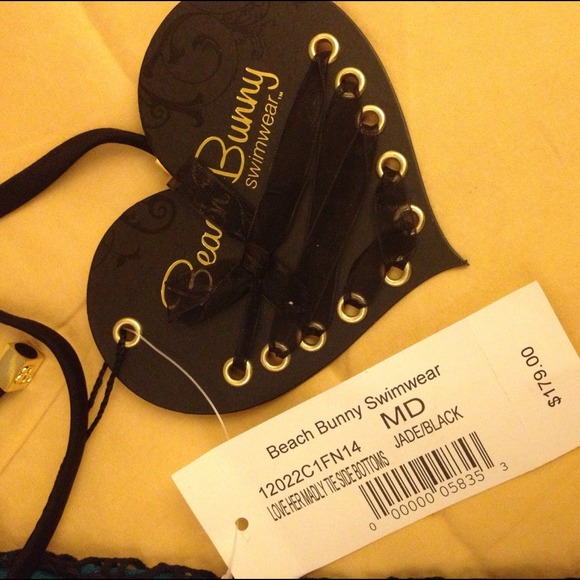 Beach Bunny
swimwear™
Beach Bunny Swimwear
12022C1FN14 MD
LOVE HER MADLY TIE SIDE BOTTOMS JADE/BLACK
0 00000 05835 3
$179.00